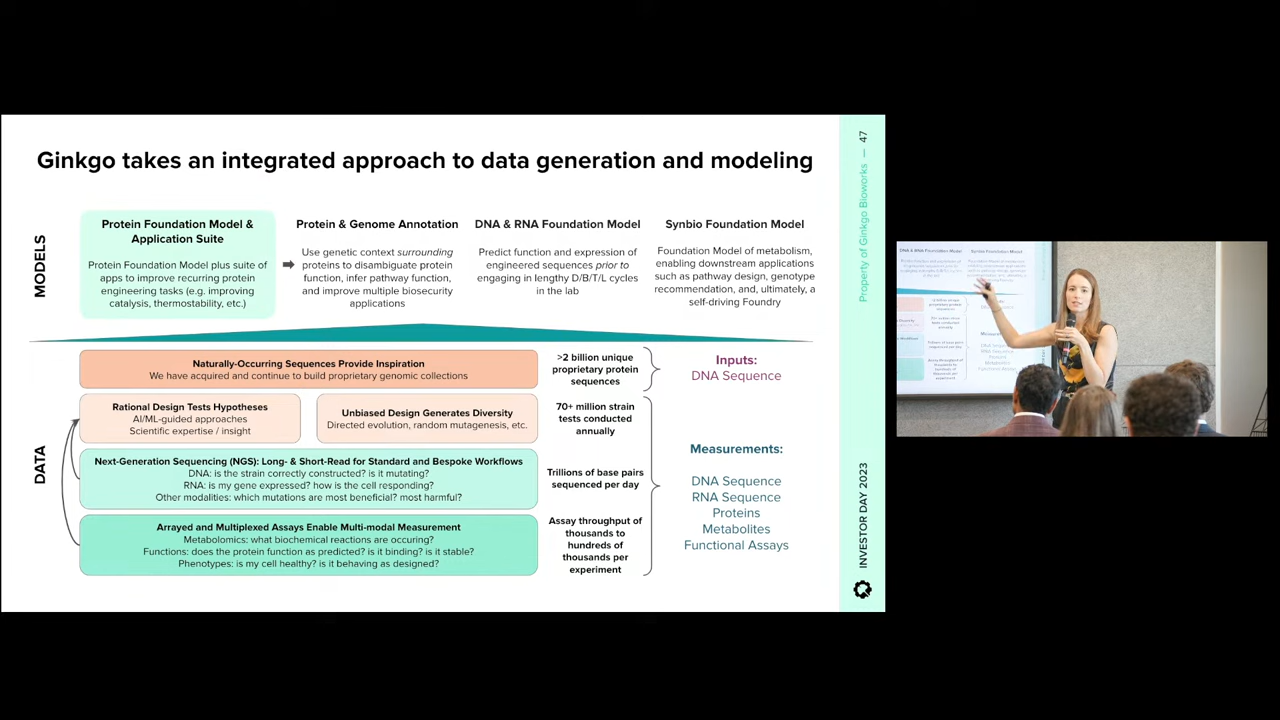 Ginkgo takes an integrated approach to data generation and modeling
MODELS
Protein Foundation Model &
Application Suite
Protein Foundation Model and suite of
apps to improve recurring protein
engineering tasks (e.g. improving
catalysis, thermostability, etc.)
Protein & Genome Annotation
Use genetic context surrounding
proteins to disambiguate protein
function, infer pathway function,
and improve multiple biosecurity
applications
DNA & RNA Foundation Model
Predict function and expression of
engineered sequences prior to
engaging in lengthy D/B/T/L cycles
in the lab
Synbio Foundation Model
Foundation Model of metabolism,
enabling downstream applications
such as pathway design, genotype
recommendation, and, ultimately, a
self-driving Foundry
DATA
Naturally-Occurring Sequences Provide Inspiration
We have acquired and continue to build proprietary genomic collections
>2 billion unique
proprietary protein
sequences
Inputs:
DNA Sequence
Rational Design Tests Hypotheses
AI/ML-guided approaches
Scientific expertise / insight
Unbiased Design Generates Diversity
Directed evolution, random mutagenesis, etc.
70+ million strain
tests conducted
annually
Next-Generation Sequencing (NGS): Long- & Short-Read for Standard and Bespoke Workflows
DNA: is the strain correctly constructed? is it mutating?
RNA: is my gene expressed? how is the cell responding?
Other modalities: which mutations are most beneficial? most harmful?
Trillions of base pairs
sequenced per day
Arrayed and Multiplexed Assays Enable Multi-modal Measurement
Metabolomics: what biochemical reactions are occuring?
Functions: does the protein function as predicted? is it binding? is it stable?
Phenotypes: is my cell healthy? is it behaving as designed?
Assay throughput of
thousands to
hundreds of
thousands per
experiment
Measurements:
DNA Sequence
RNA Sequence
Proteins
Metabolites
Functional Assays
Property of Ginkgo Bioworks — 47
INVESTOR DAY 2023
DNA & RNA Foundation Model
Synbio Foundation Model